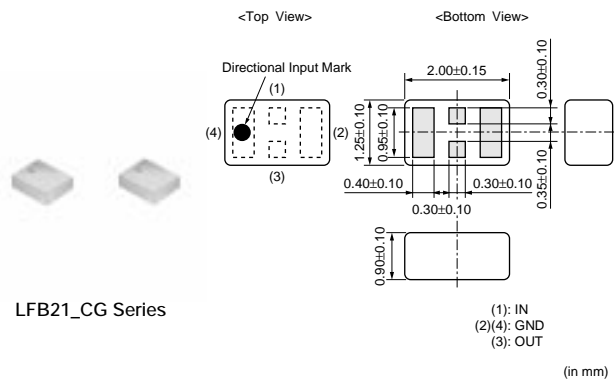 <Top View>
<Bottom View>
Directional Input Mark
(1)
(4)
(2)
(3)
2.00±0.15
0.30±0.10
1.25±0.10
0.95±0.10
0.35±0.10
0.40±0.10
0.30±0.10
0.30±0.10
0.90±0.10
LFB21_CG Series
(1): IN
(2)(4): GND
(3): OUT
(in mm)